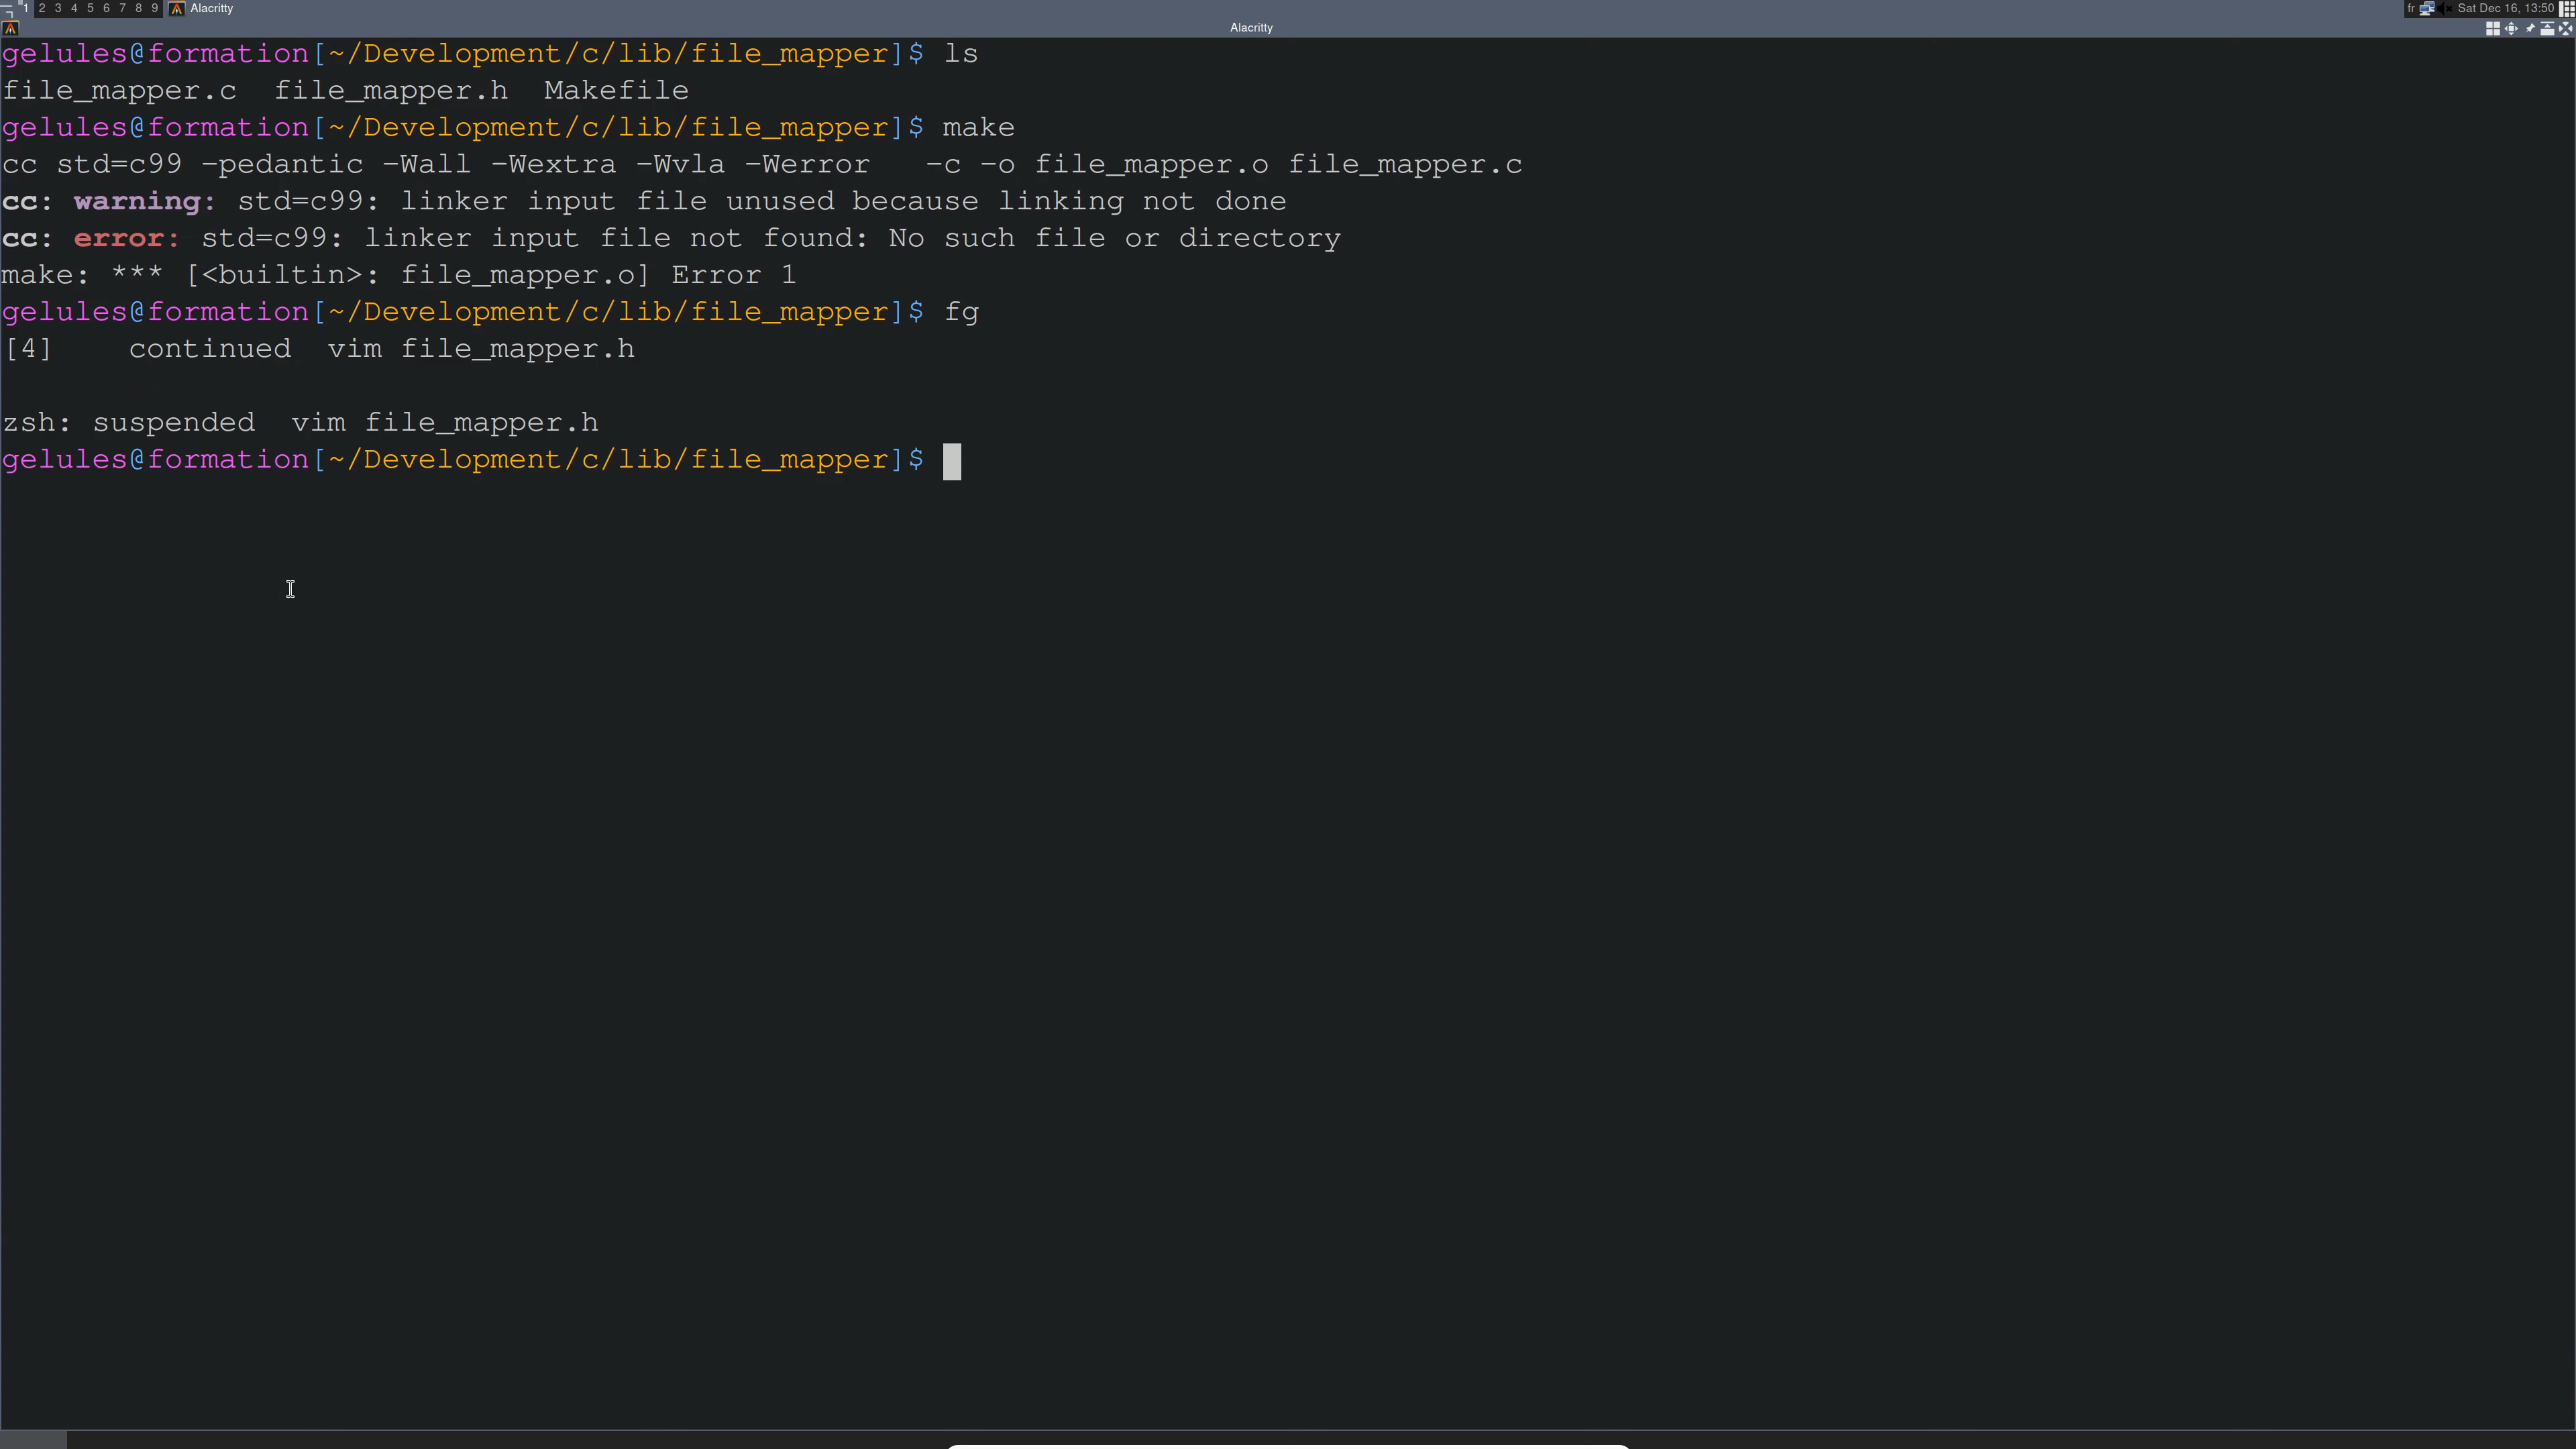 1 2 3 4 5 6 7 8 9 Alacritty fr Sat Dec 16, 13:50
Alacritty
gelules@formation[~/Development/c/lib/file_mapper]$ ls
file_mapper.c  file_mapper.h  Makefile
gelules@formation[~/Development/c/lib/file_mapper]$ make
cc std=c99 -pedantic -Wall -Wextra -Wvla -Werror   -c -o file_mapper.o file_mapper.c
cc: warning: std=c99: linker input file unused because linking not done
cc: error: std=c99: linker input file not found: No such file or directory
make: *** [<builtin>: file_mapper.o] Error 1
gelules@formation[~/Development/c/lib/file_mapper]$ fg
[4]    continued  vim file_mapper.h
zsh: suspended  vim file_mapper.h
gelules@formation[~/Development/c/lib/file_mapper]$